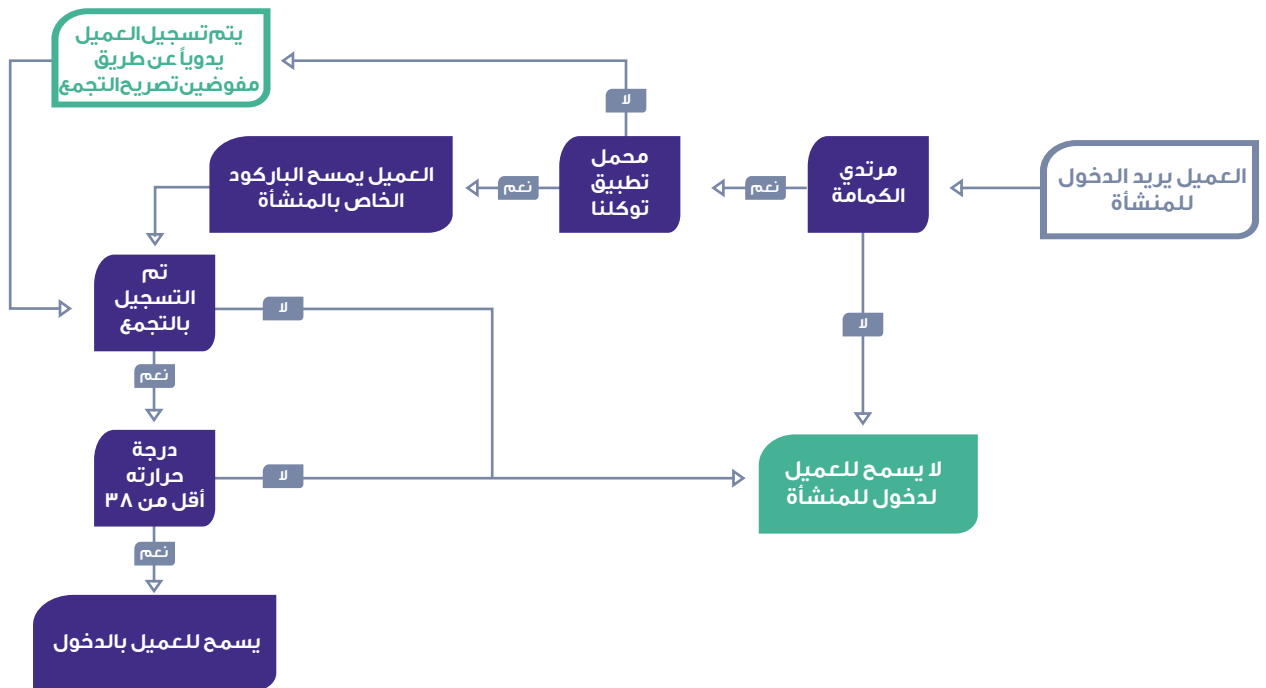 العميل يريد الدخول
للمنشأة
مرتدي
الكمامة
نعم
لا
محمل
تطبيق
توكلنا
لا
نعم
يتم تسجيل العميل
يدوياً عن طريق
مفوضين تصريح التجمع
العميل يمسح الباركود
الخاص بالمنشأة
تم
التسجيل
بالتجمع
لا
نعم
درجة
حرارته
أقل من ٣٨
لا
نعم
لا يسمح للعميل
لدخول للمنشأة
يسمح للعميل بالدخول